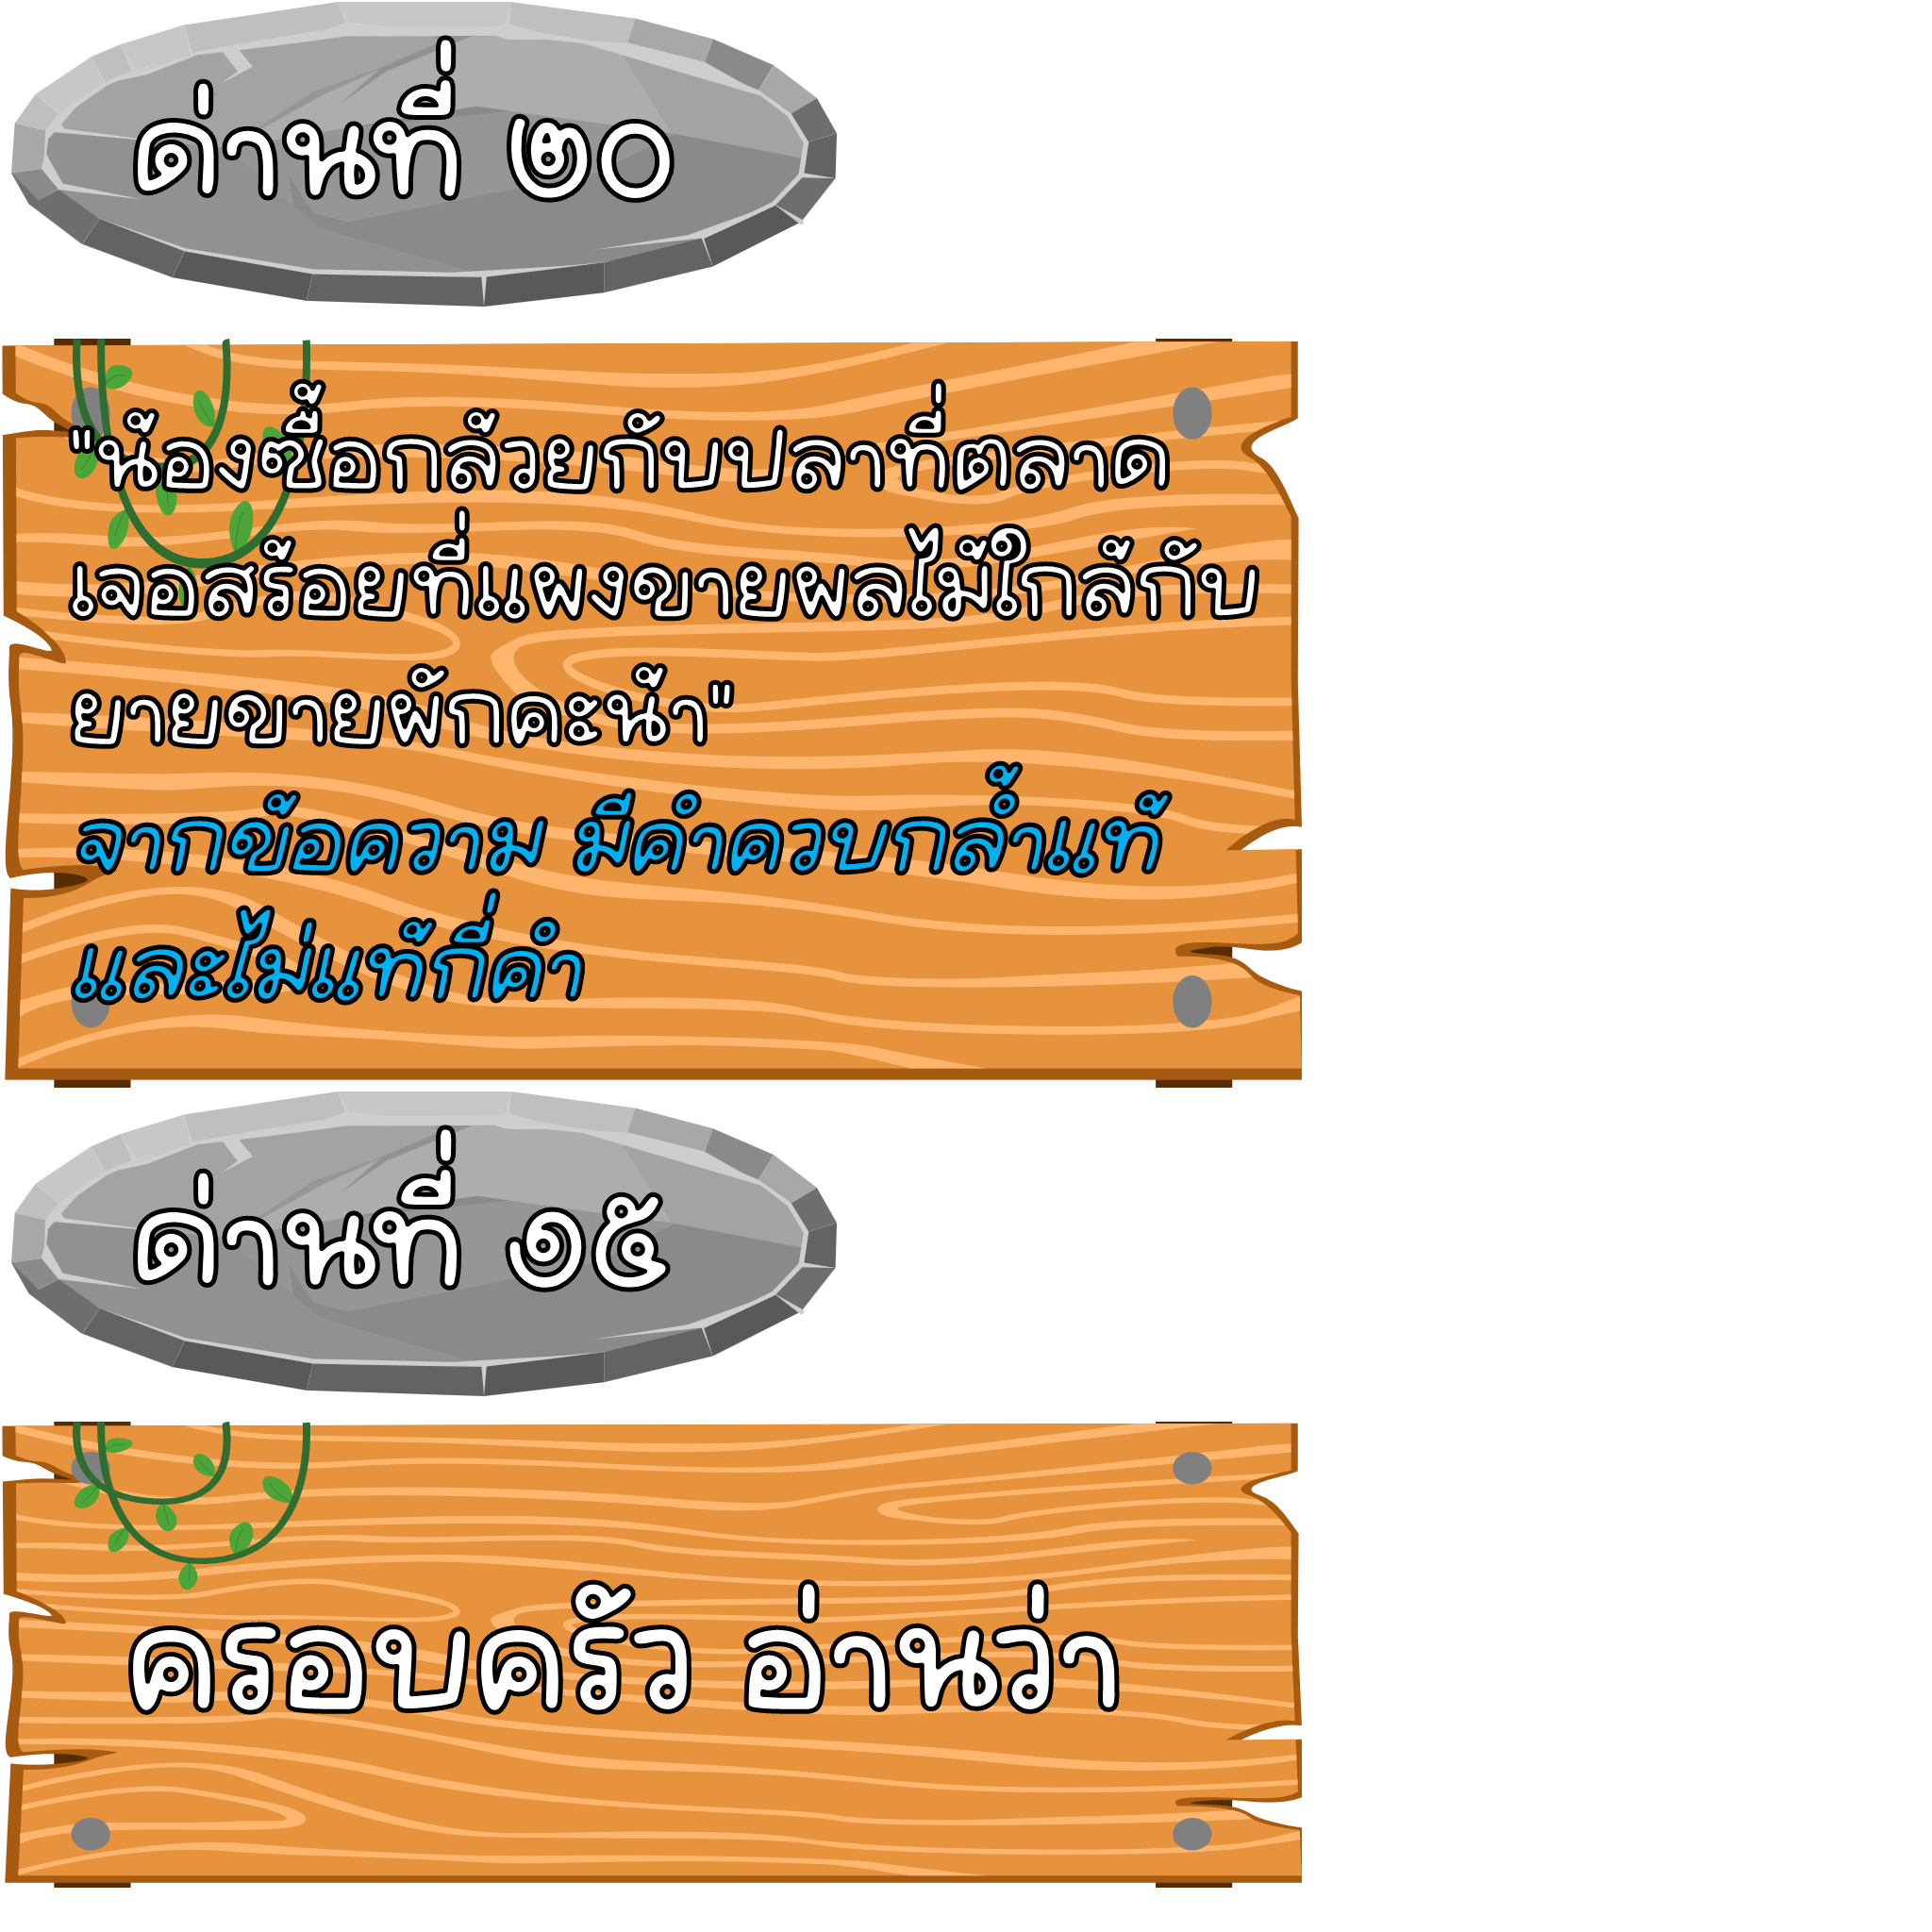 ด่านที่ ๒๐
"น้องซื้อกล้วยกับปลาที่ตลาด
เจอสร้อยที่แพงขายผลไม้ใกล้กับ
ยายขายผักคะน้า"
จากข้อความ มีคำควบกล้ำแท้
และไม่แท้กี่คำ
ด่านที่ ๑๕
ครอบครัว อ่านว่า